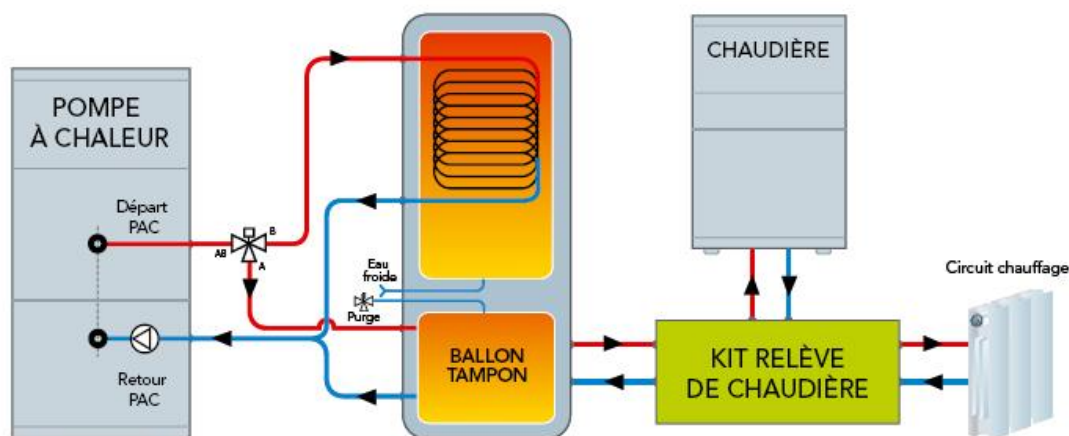 POMPE
À CHALEUR
Départ
PAC
AB
B
A
Retour
PAC
Eau
froide
Purge
BALLON
TAMPON
CHAUDIÈRE
KIT RELÈVE
DE CHAUDIÈRE
Circuit chauffage